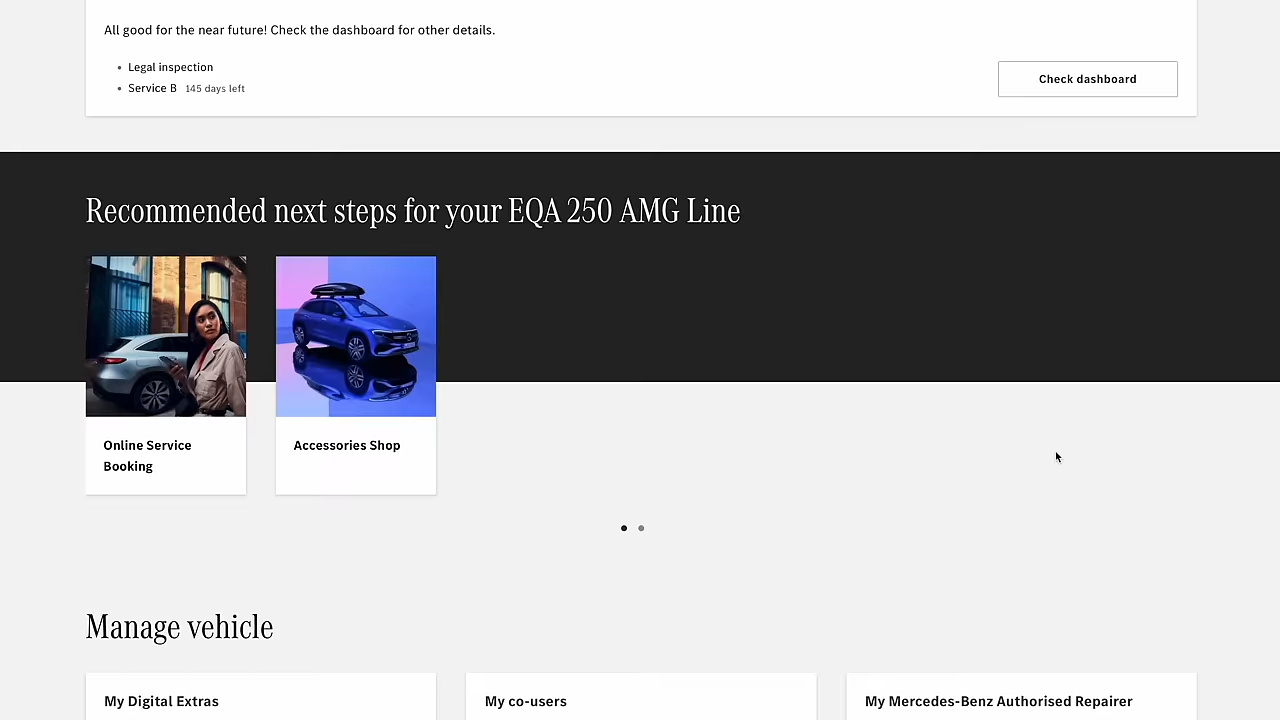 All good for the near future! Check the dashboard for other details.
Legal inspection
Service B 145 days left
Check dashboard
Recommended next steps for your EQA 250 AMG Line
Online Service
Booking
Accessories Shop
Manage vehicle
My Digital Extras
My co-users
My Mercedes-Benz Authorised Repairer